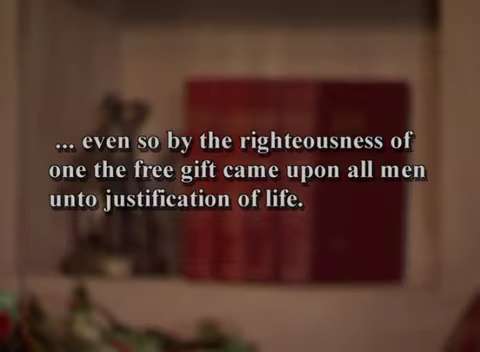 ... even so by the righteousness of
one the free gift came upon all men
unto justification of life.